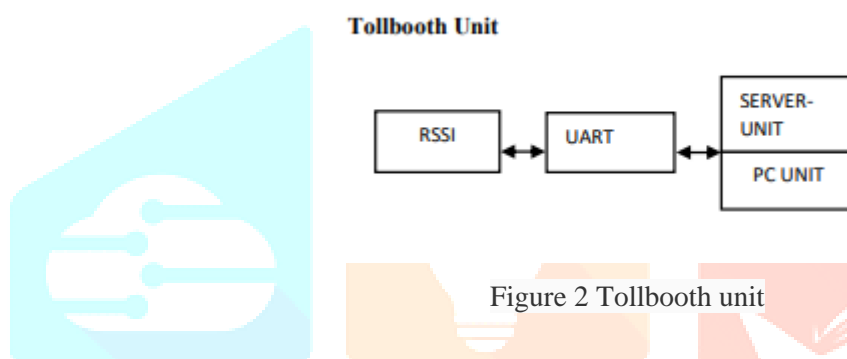 Tollbooth Unit
RSSI
UART
SERVER-
UNIT
PC UNIT
Figure 2 Tollbooth unit